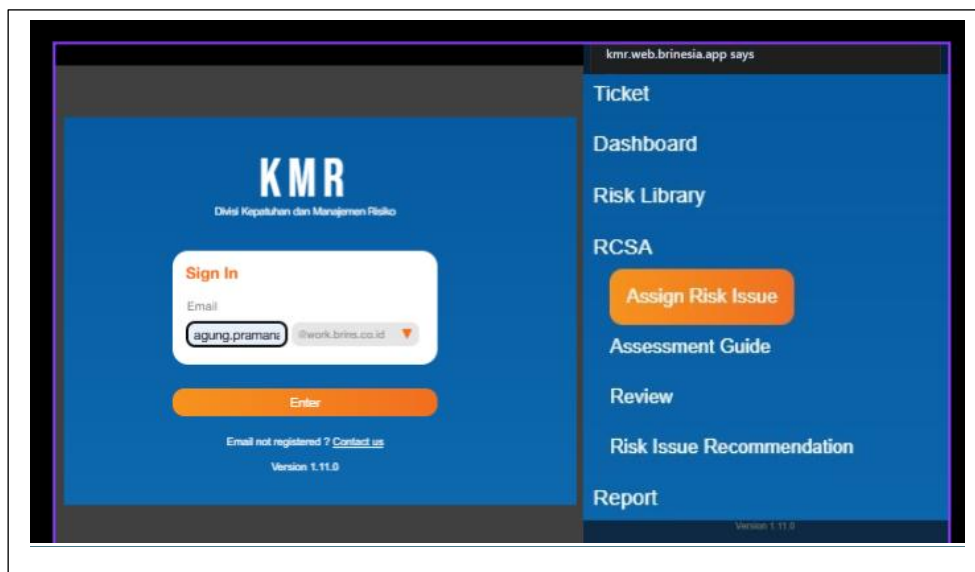 KMR
Divisi Kepatuhan dan Manajemen Risiko
Sign In
Email
agung.pramana
@work.brins.co.id
Enter
Email not registered ? Contact us
Version 1.11.0
kmr.web.brinesia.app says
Ticket
Dashboard
Risk Library
RCSA
Assign Risk Issue
Assessment Guide
Review
Risk Issue Recommendation
Report
Version 1.11.0